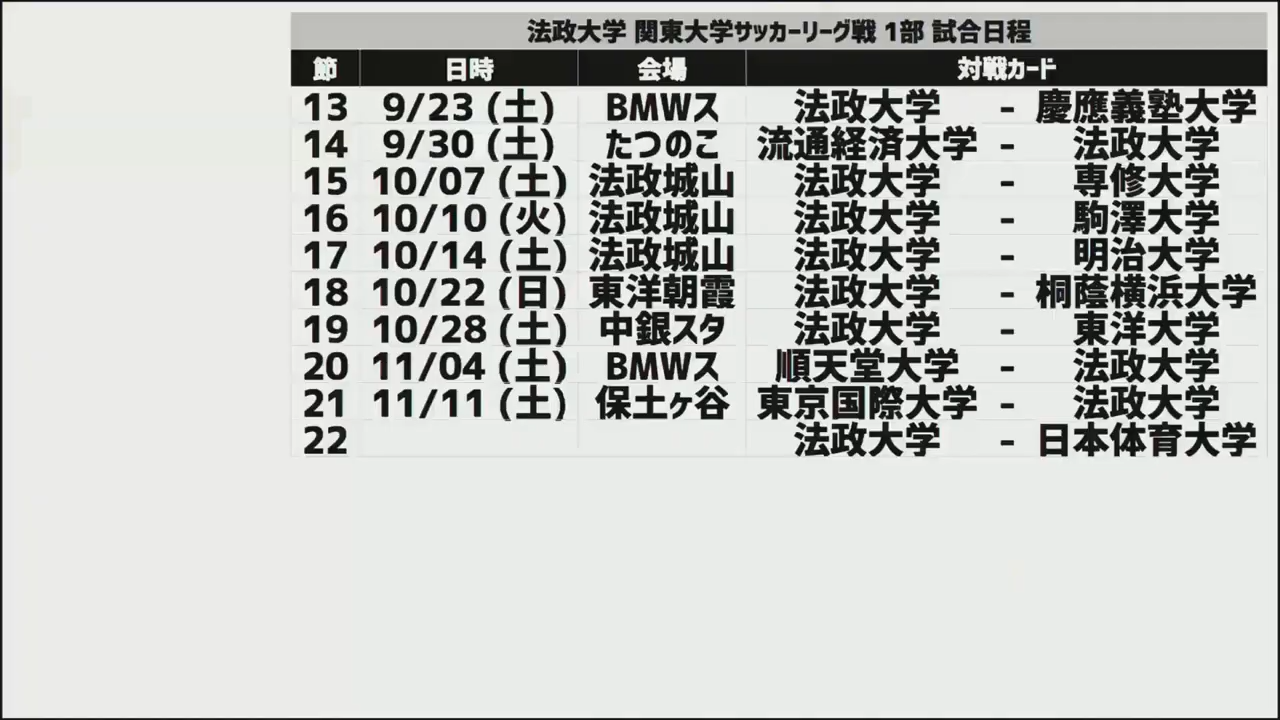 法政大学 関東大学サッカーリーグ戦 1部 試合日程
節 日時 会場 対戦カード
13 9/23 (土) BMWス 法政大学 - 慶應義塾大学
14 9/30 (土) たつのこ 流通経済大学 - 法政大学
15 10/07 (土) 法政城山 法政大学 - 専修大学
16 10/10 (火) 法政城山 法政大学 - 駒澤大学
17 10/14 (土) 法政城山 法政大学 - 明治大学
18 10/22 (日) 東洋朝霞 法政大学 - 桐蔭横浜大学
19 10/28 (土) 中銀スタ 法政大学 - 東洋大学
20 11/04 (土) BMWス 順天堂大学 - 法政大学
21 11/11 (土) 保土ヶ谷 東京国際大学 - 法政大学
22 法政大学 - 日本体育大学